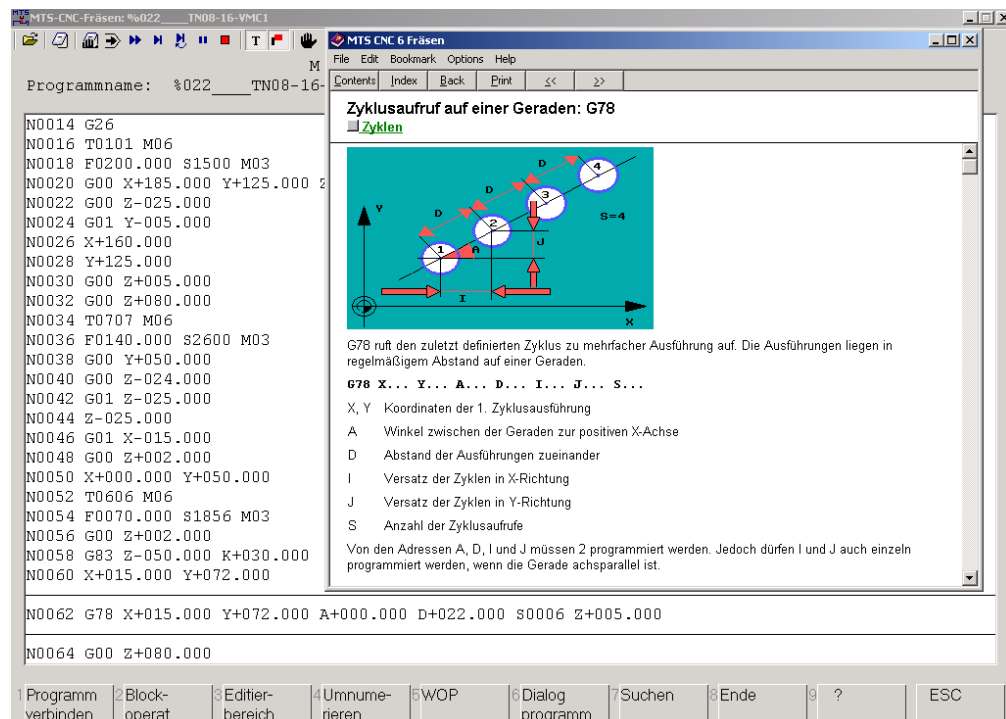 MTS-CNC-Fräsen: %022____TN08-16-VMC1
T
M
Programmname: %022____TN08-16-
N0014 G26
N0016 T0101 M06
N0018 F0200.000 S1500 M03
N0020 G00 X+185.000 Y+125.000
N0022 G00 Z-025.000
N0024 G01 Y-005.000
N0026 X+160.000
N0028 Y+125.000
N0030 G00 Z+005.000
N0032 G00 Z+080.000
N0034 T0707 M06
N0036 F0140.000 S2600 M03
N0038 G00 Y+050.000
N0040 G00 Z-024.000
N0042 G01 Z-025.000
N0044 Z-025.000
N0046 G01 X-015.000
N0048 G00 Z+002.000
N0050 X+000.000 Y+050.000
N0052 T0606 M06
N0054 F0070.000 S1856 M03
N0056 G00 Z+002.000
N0058 G83 Z-050.000 K+030.000
N0060 X+015.000 Y+072.000
N0062 G78 X+015.000 Y+072.000 A+000.000 D+022.000 S0006 Z+005.000
N0064 G00 Z+080.000
MTS CNC 6 Fräsen
File Edit Bookmark Options Help
Contents Index Back Print << >>
Zyklusaufruf auf einer Geraden: G78
Zyklen
Y
D
D
D
1
2
3
4
A
S=4
J
I
X
G78 ruft den zuletzt definierten Zyklus zu mehrfacher Ausführung auf. Die Ausführungen liegen in
regelmäßigem Abstand auf einer Geraden.
G78 X... Y... A... D... I... J... S...
X, Y Koordinaten der 1. Zyklusausführung
A Winkel zwischen der Geraden zur positiven X-Achse
D Abstand der Ausführungen zueinander
I Versatz der Zyklen in X-Richtung
J Versatz der Zyklen in Y-Richtung
S Anzahl der Zyklusaufrufe
Von den Adressen A, D, I und J müssen 2 programmiert werden. Jedoch dürfen I und J auch einzeln
programmiert werden, wenn die Gerade achsparallel ist.
1 Programm verbinden
2 Block-operat
3 Editier-bereich
4 Umnume-rieren
5 WOP
6 Dialog programm
7 Suchen
8 Ende
9 ?
ESC